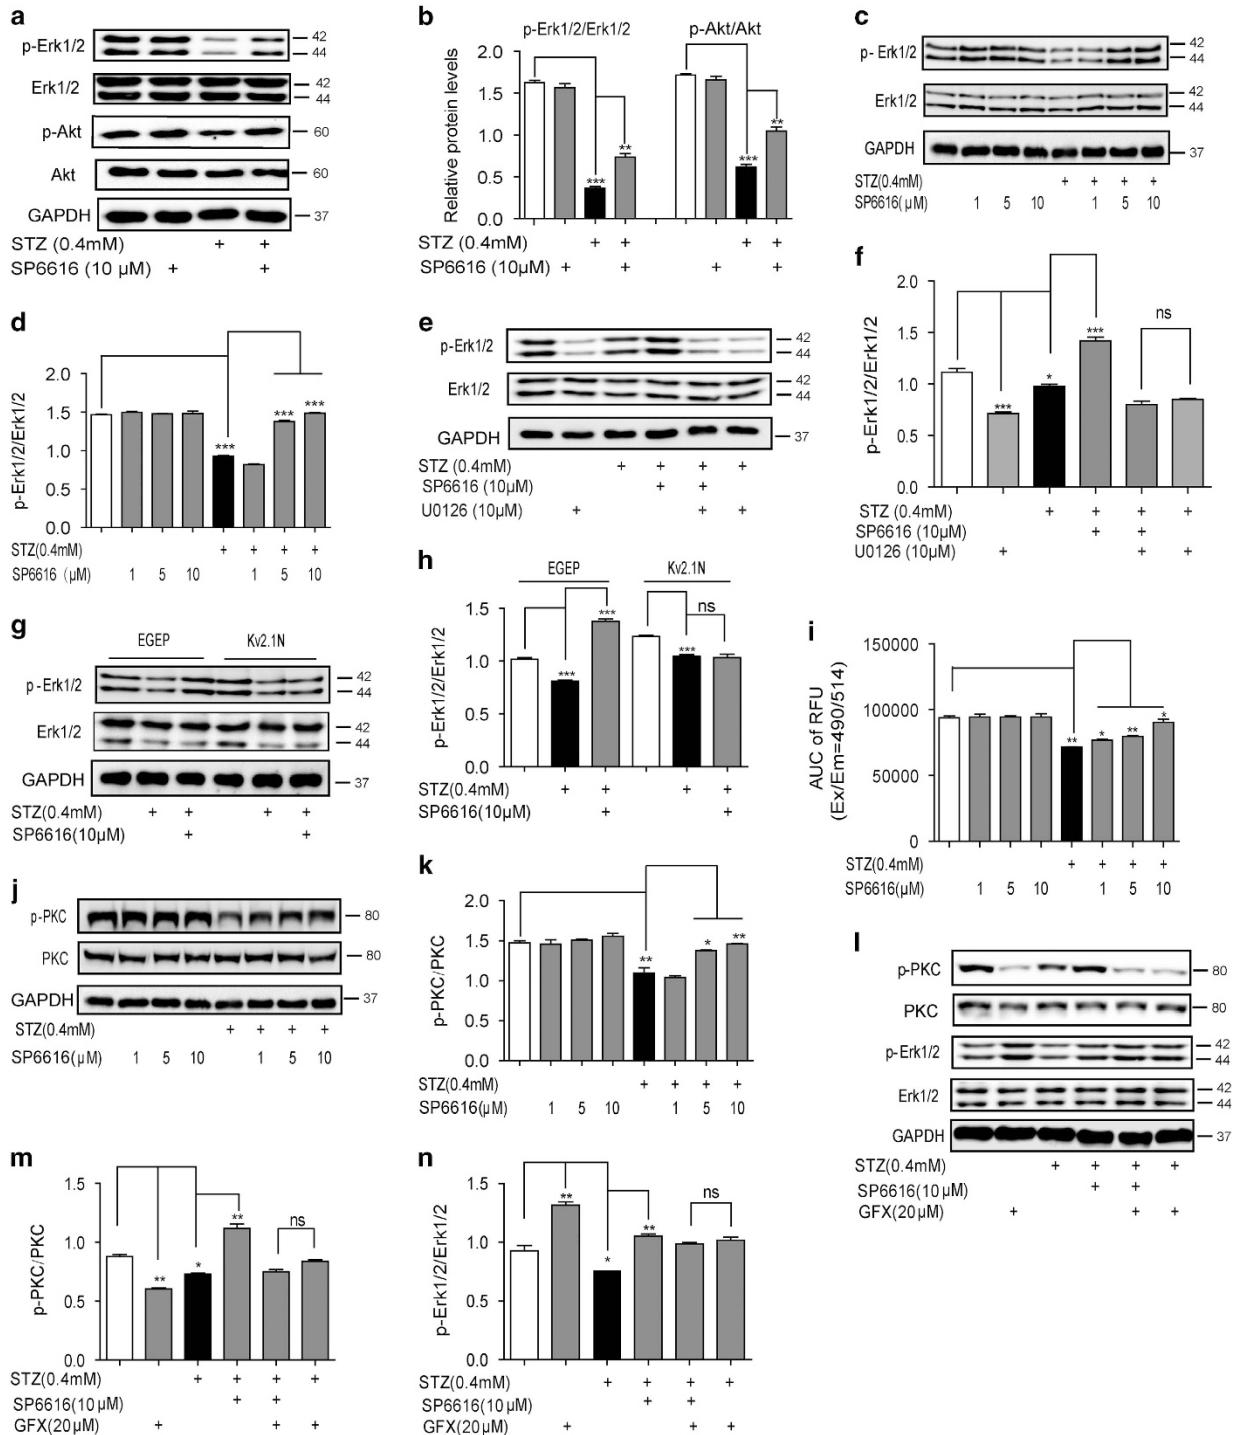 a
p-Erk1/2
42
44
Erk1/2
42
44
p-Akt
60
Akt
60
GAPDH
37
STZ (0.4mM) + +
SP6616 (10 µM) + +
b
p-Erk1/2/Erk1/2 p-Akt/Akt
Relative protein levels
2.0
1.5
1.0
0.5
0.0
*** ** *** **
STZ (0.4mM) + + + +
SP6616 (10µM) + + + +
c
p- Erk1/2
42
44
Erk1/2
42
44
GAPDH
37
STZ(0.4mM) + + + +
SP6616(µM) 1 5 10 1 5 10
d
p-Erk1/2/Erk1/2
2.0
1.5
1.0
0.5
0.0
*** *** ***
STZ(0.4mM) + + + +
SP6616 (µM) 1 5 10 1 5 10
e
p-Erk1/2
42
44
Erk1/2
42
44
GAPDH
37
STZ (0.4mM) + + + +
SP6616 (10µM) + +
U0126 (10µM) + + +
f
p-Erk1/2/Erk1/2
2.0
1.5
1.0
0.5
0.0
*** * *** ns
STZ (0.4mM) + + + +
SP6616 (10µM) + +
U0126 (10µM) + + +
g
EGEP Kv2.1N
p -Erk1/2
42
44
Erk1/2
42
44
GAPDH
37
STZ(0.4mM) + + + +
SP6616(10µM) + +
h
EGEP Kv2.1N
p-Erk1/2/Erk1/2
1.5
1.0
0.5
0.0
*** *** *** ns
STZ(0.4mM) + + + +
SP6616(10µM) + +
i
AUC of RFU
(Ex/Em=490/514)
150000
100000
50000
0
** * ** *
STZ(0.4mM) + + + +
SP6616(µM) 1 5 10 1 5 10
j
p-PKC
80
PKC
80
GAPDH
37
STZ(0.4mM) + + + +
SP6616(µM) 1 5 10 1 5 10
k
p-PKC/PKC
2.0
1.5
1.0
0.5
0.0
** * **
STZ(0.4mM) + + + +
SP6616(µM) 1 5 10 1 5 10
l
p-PKC
80
PKC
80
p-Erk1/2
42
44
Erk1/2
42
44
GAPDH
37
STZ(0.4mM) + + + +
SP6616(10µM) + +
GFX(20µM) + + +
m
p-PKC/PKC
1.5
1.0
0.5
0.0
** * ** ns
STZ(0.4mM) + + + +
SP6616(10µM) + +
GFX(20µM) + + +
n
p-Erk1/2/Erk1/2
1.5
1.0
0.5
0.0
** * ** ns
STZ(0.4mM) + + + +
SP6616(10µM) + +
GFX(20µM) + + +